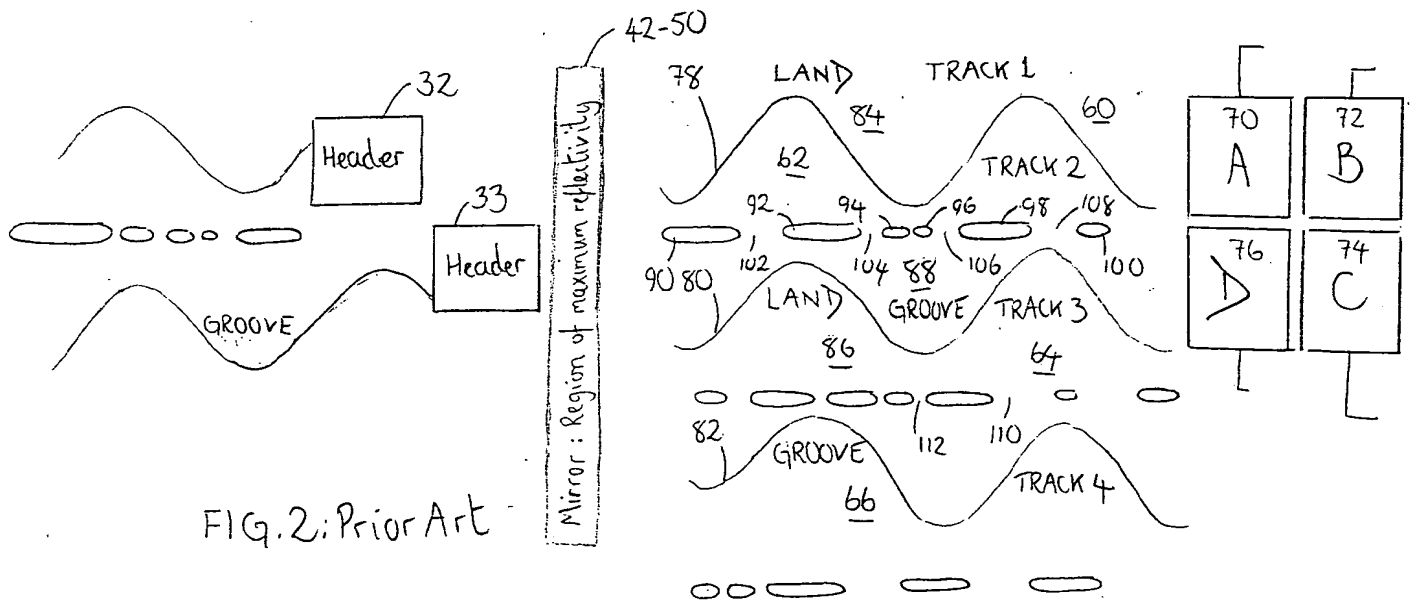 42-50
32
Header
33
Header
GROOVE
Mirror : Region of maximum reflectivity
78
LAND
TRACK 1
84
60
62
TRACK 2
92
94
96
98
108
90
80
102
104
88
106
100
LAND
GROOVE
TRACK 3
86
64
82
112
110
GROOVE
TRACK 4
66
70
A
72
B
76
D
74
C
FIG. 2: Prior Art